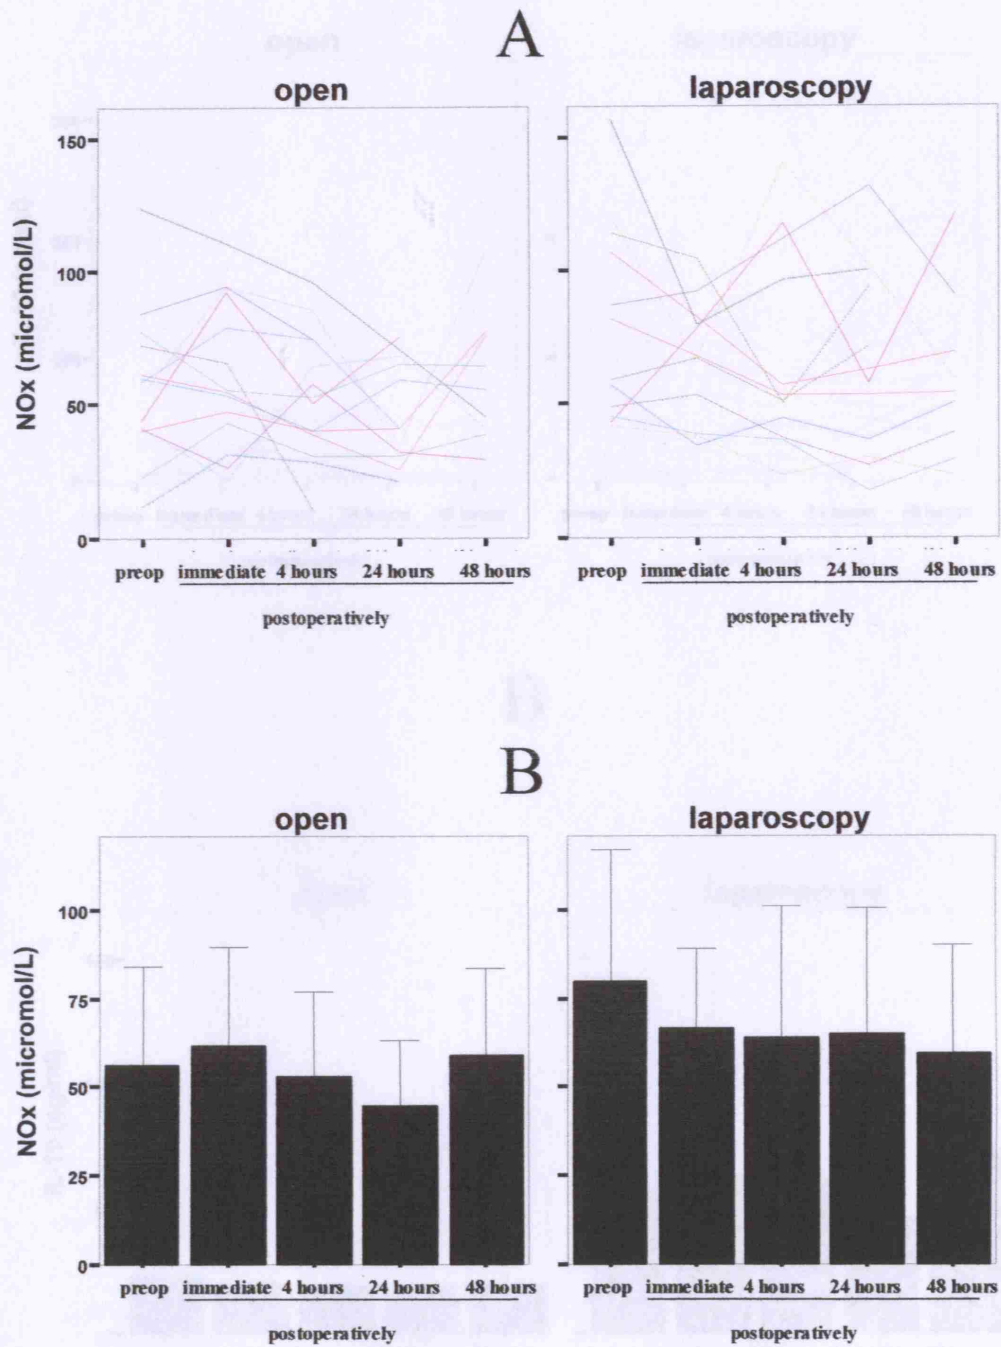 A
open laparoscopy
150
100
50
0
NOx (micromol/L)
preop immediate 4 hours 24 hours 48 hours preop immediate 4 hours 24 hours 48 hours
postoperatively postoperatively
B
open laparoscopy
100
75
50
25
0
NOx (micromol/L)
preop immediate 4 hours 24 hours 48 hours preop immediate 4 hours 24 hours 48 hours
postoperatively postoperatively